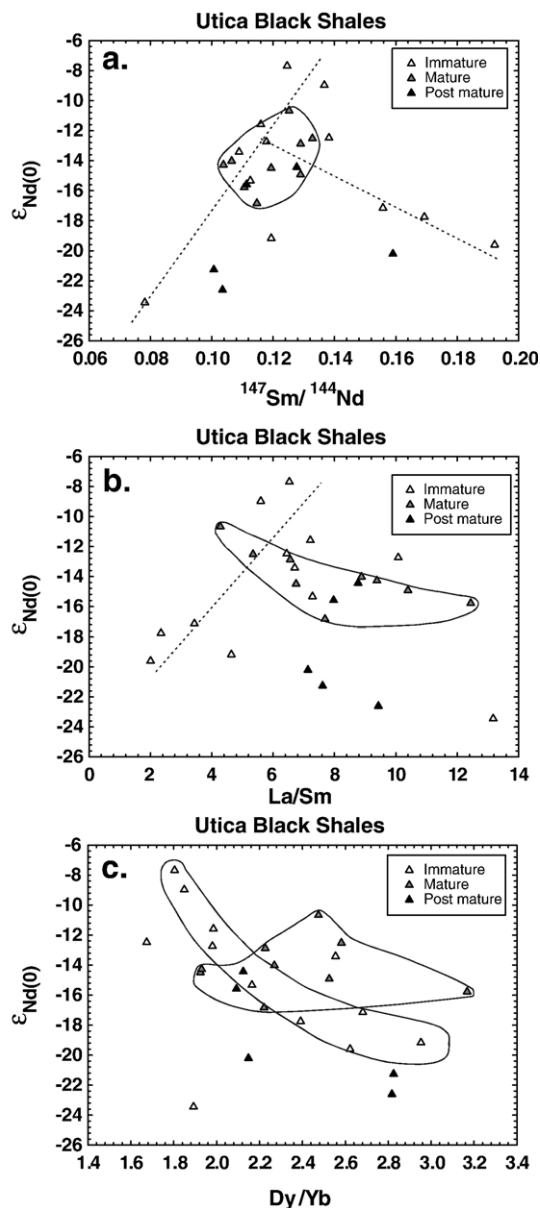 Utica Black Shales
a.
Immature
Mature
Post mature
-6
-8
-10
-12
-14
-16
-18
-20
-22
-24
-26
εNd(0)
0.06 0.08 0.10 0.12 0.14 0.16 0.18 0.20
147Sm/ 144Nd
Utica Black Shales
b.
Immature
Mature
Post mature
-6
-8
-10
-12
-14
-16
-18
-20
-22
-24
-26
εNd(0)
0 2 4 6 8 10 12 14
La/Sm
Utica Black Shales
c.
Immature
Mature
Post mature
-6
-8
-10
-12
-14
-16
-18
-20
-22
-24
-26
εNd(0)
1.4 1.6 1.8 2.0 2.2 2.4 2.6 2.8 3.0 3.2 3.4
Dy/Yb